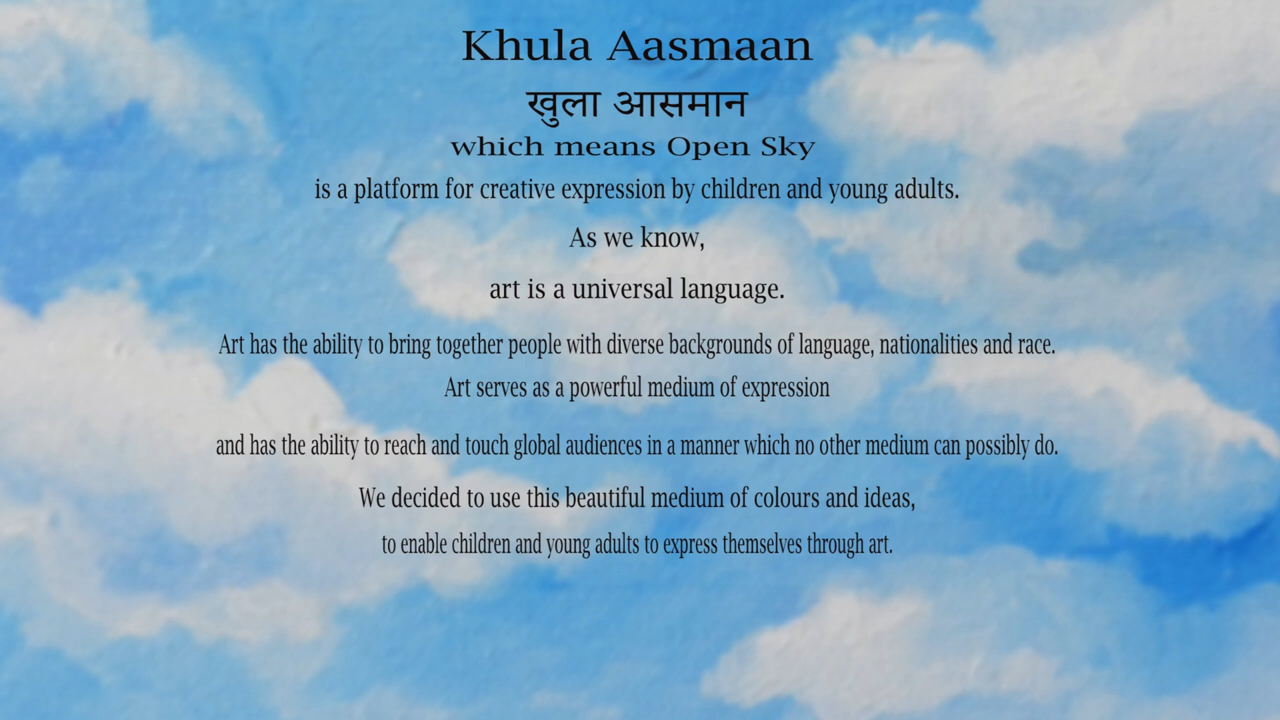 Khula Aasmaan
खुला आसमान
which means Open Sky
is a platform for creative expression by children and young adults.
As we know,
art is a universal language.
Art has the ability to bring together people with diverse backgrounds of language, nationalities and race.
Art serves as a powerful medium of expression
and has the ability to reach and touch global audiences in a manner which no other medium can possibly do.
We decided to use this beautiful medium of colours and ideas,
to enable children and young adults to express themselves through art.